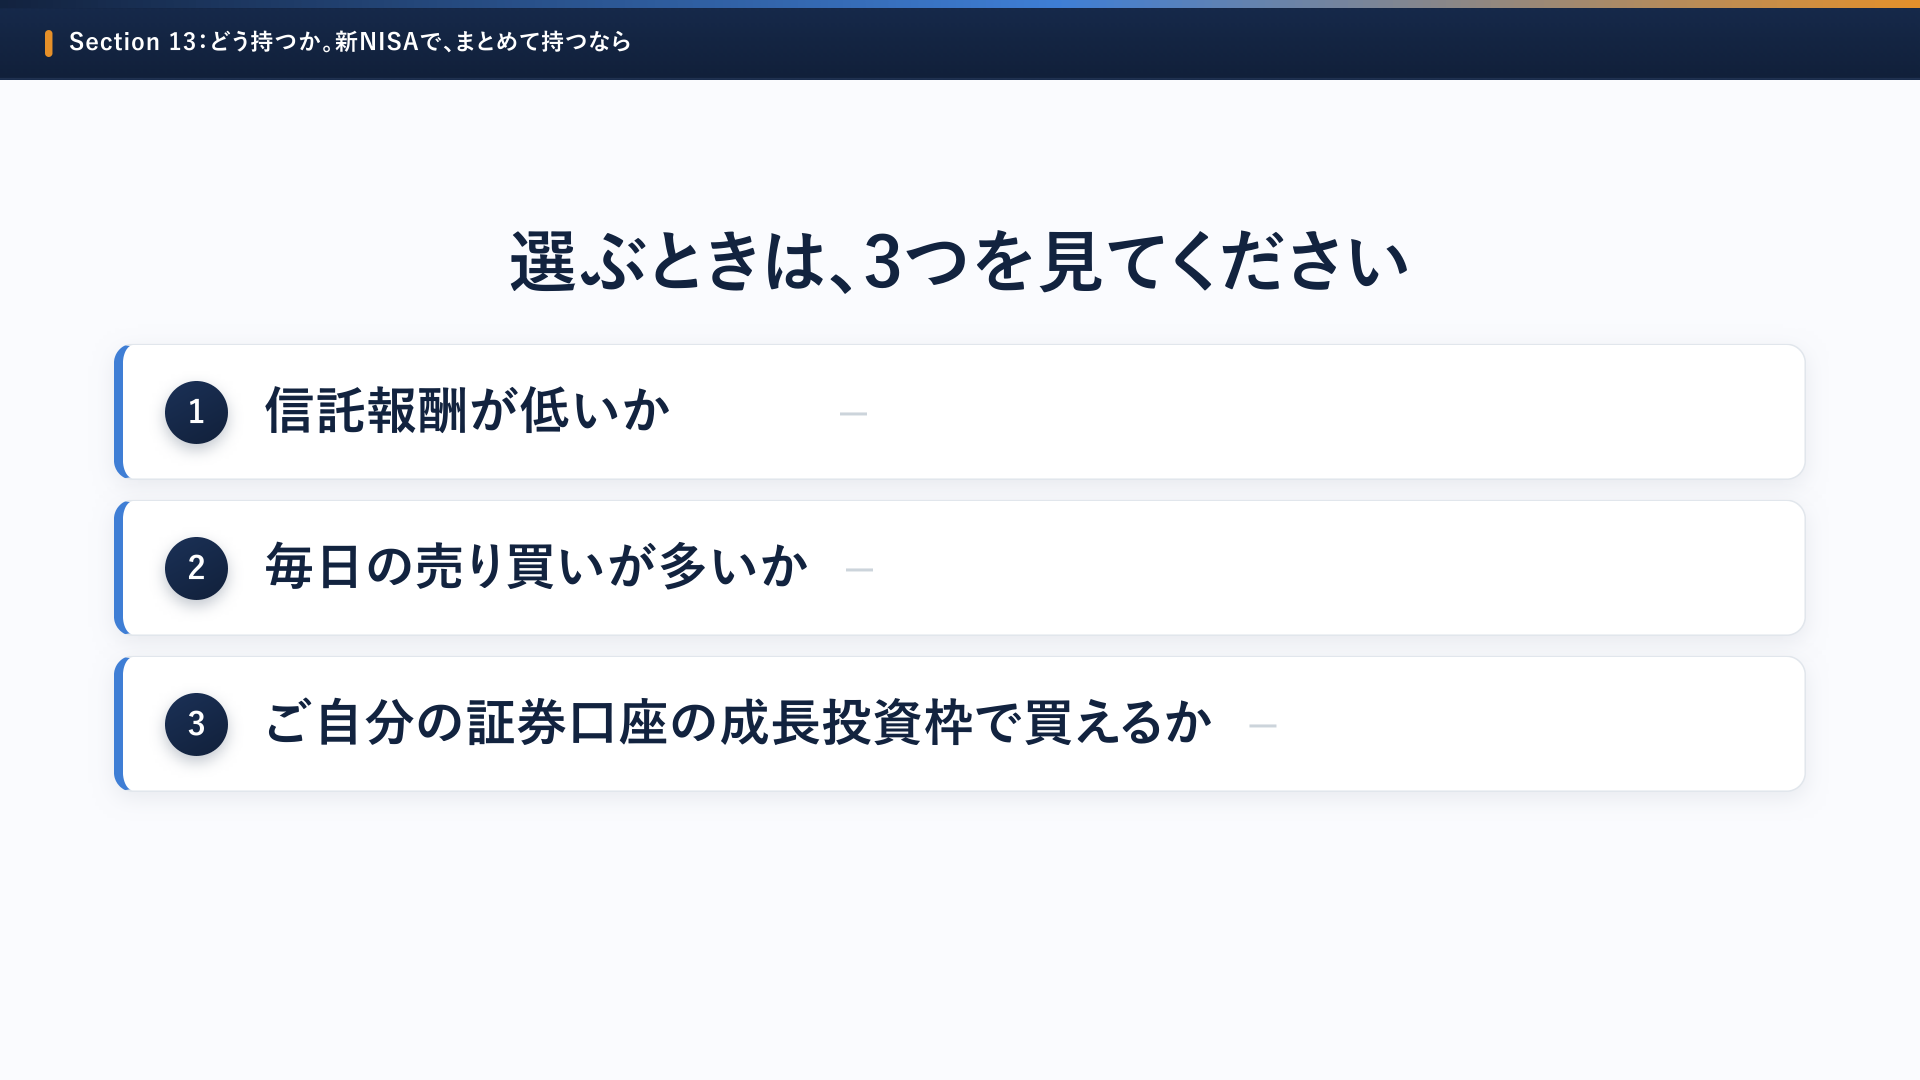 Section 13：どう持つか。新NISAで、まとめて持つなら
選ぶときは、3つを見てください
1 信託報酬が低いか —
2 毎日の売り買いが多いか —
3 ご自分の証券口座の成長投資枠で買えるか —